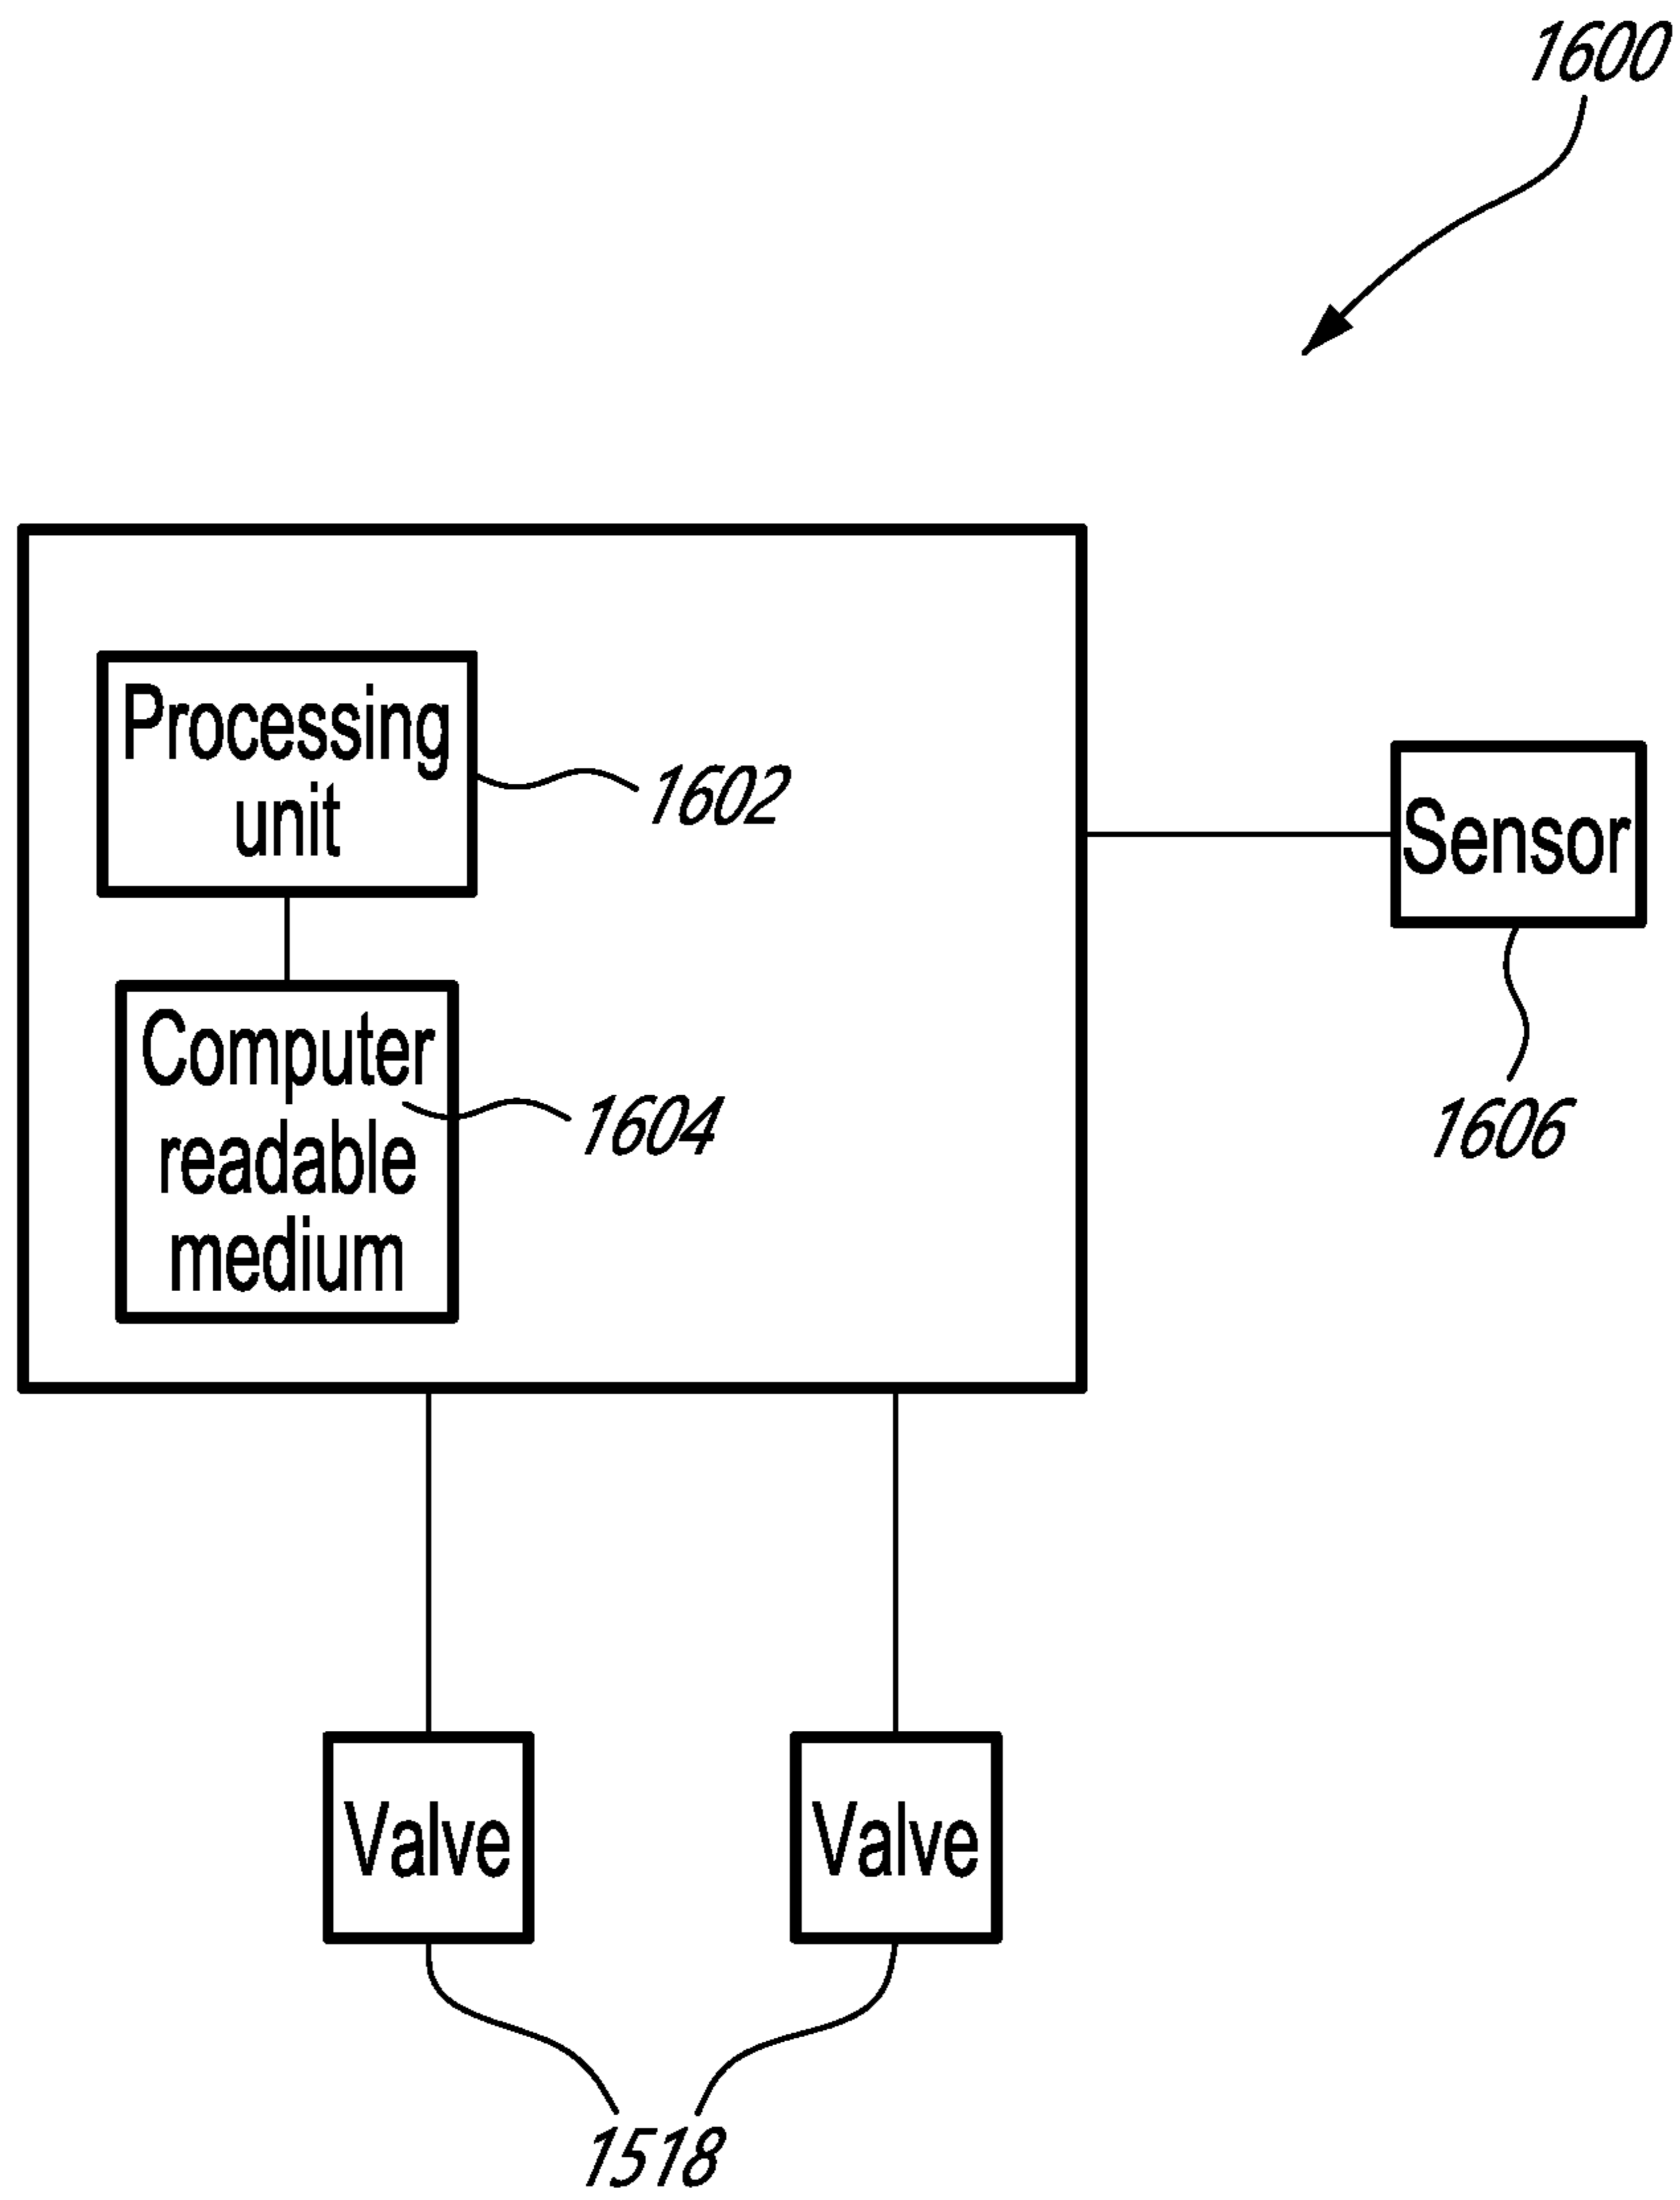 1600
Processing
unit
1602
Sensor
Computer
readable
medium
1604
1606
Valve
Valve
1518